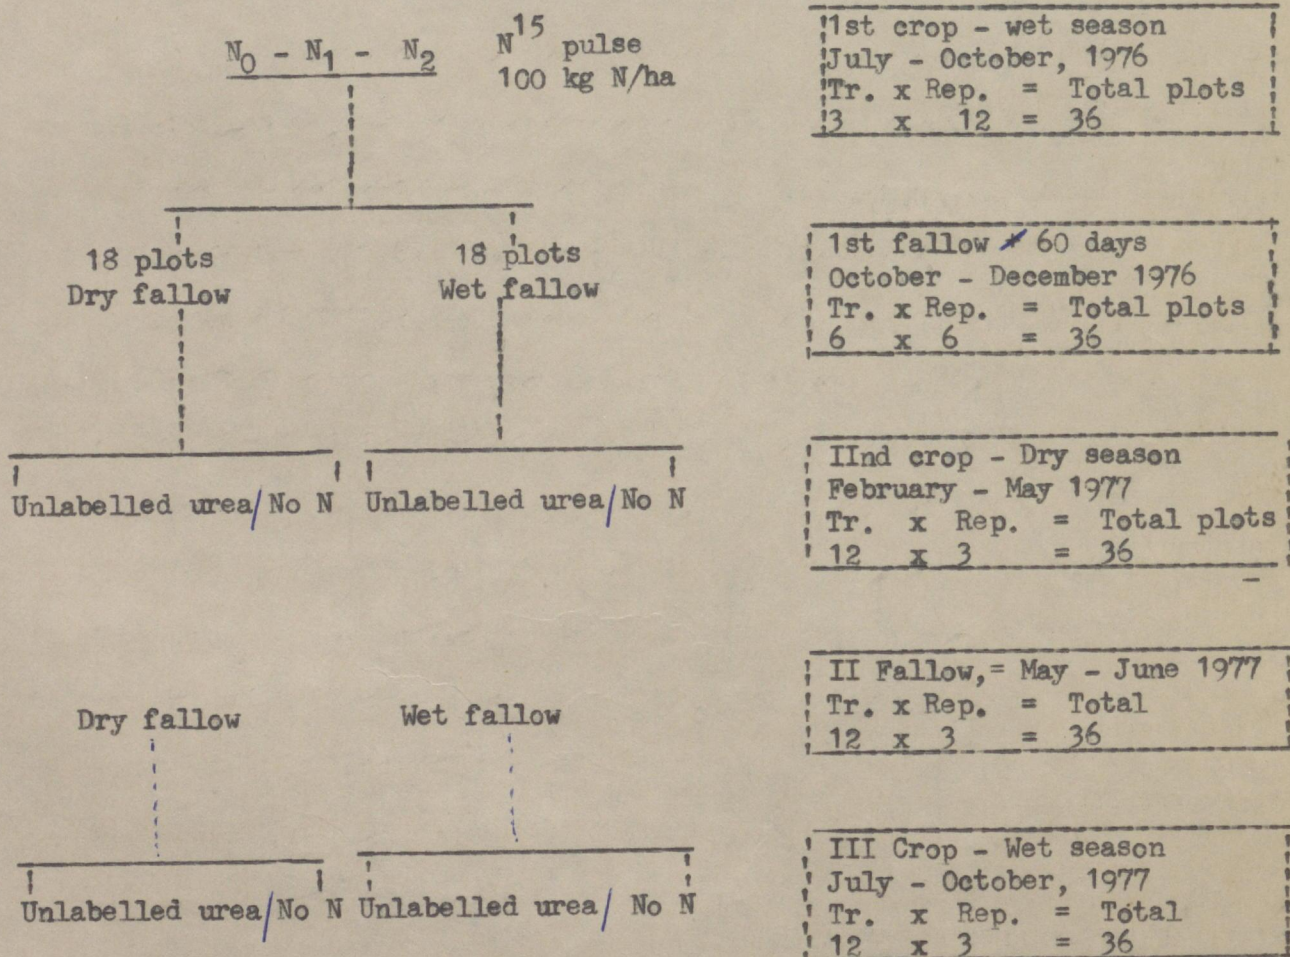 N0 - N1 - N2
N15 pulse
100 kg N/ha
1st crop - wet season
July - October, 1976
Tr. x Rep. = Total plots
3 x 12 = 36
18 plots
Dry fallow
18 plots
Wet fallow
1st fallow 60 days
October - December 1976
Tr. x Rep. = Total plots
6 x 6 = 36
Unlabelled urea/No N
Unlabelled urea/No N
IInd crop - Dry season
February - May 1977
Tr. x Rep. = Total plots
12 x 3 = 36
Dry fallow
Wet fallow
II Fallow,= May - June 1977
Tr. x Rep. = Total
12 x 3 = 36
Unlabelled urea/No N
Unlabelled urea/ No N
III Crop - Wet season
July - October, 1977
Tr. x Rep. = Total
12 x 3 = 36